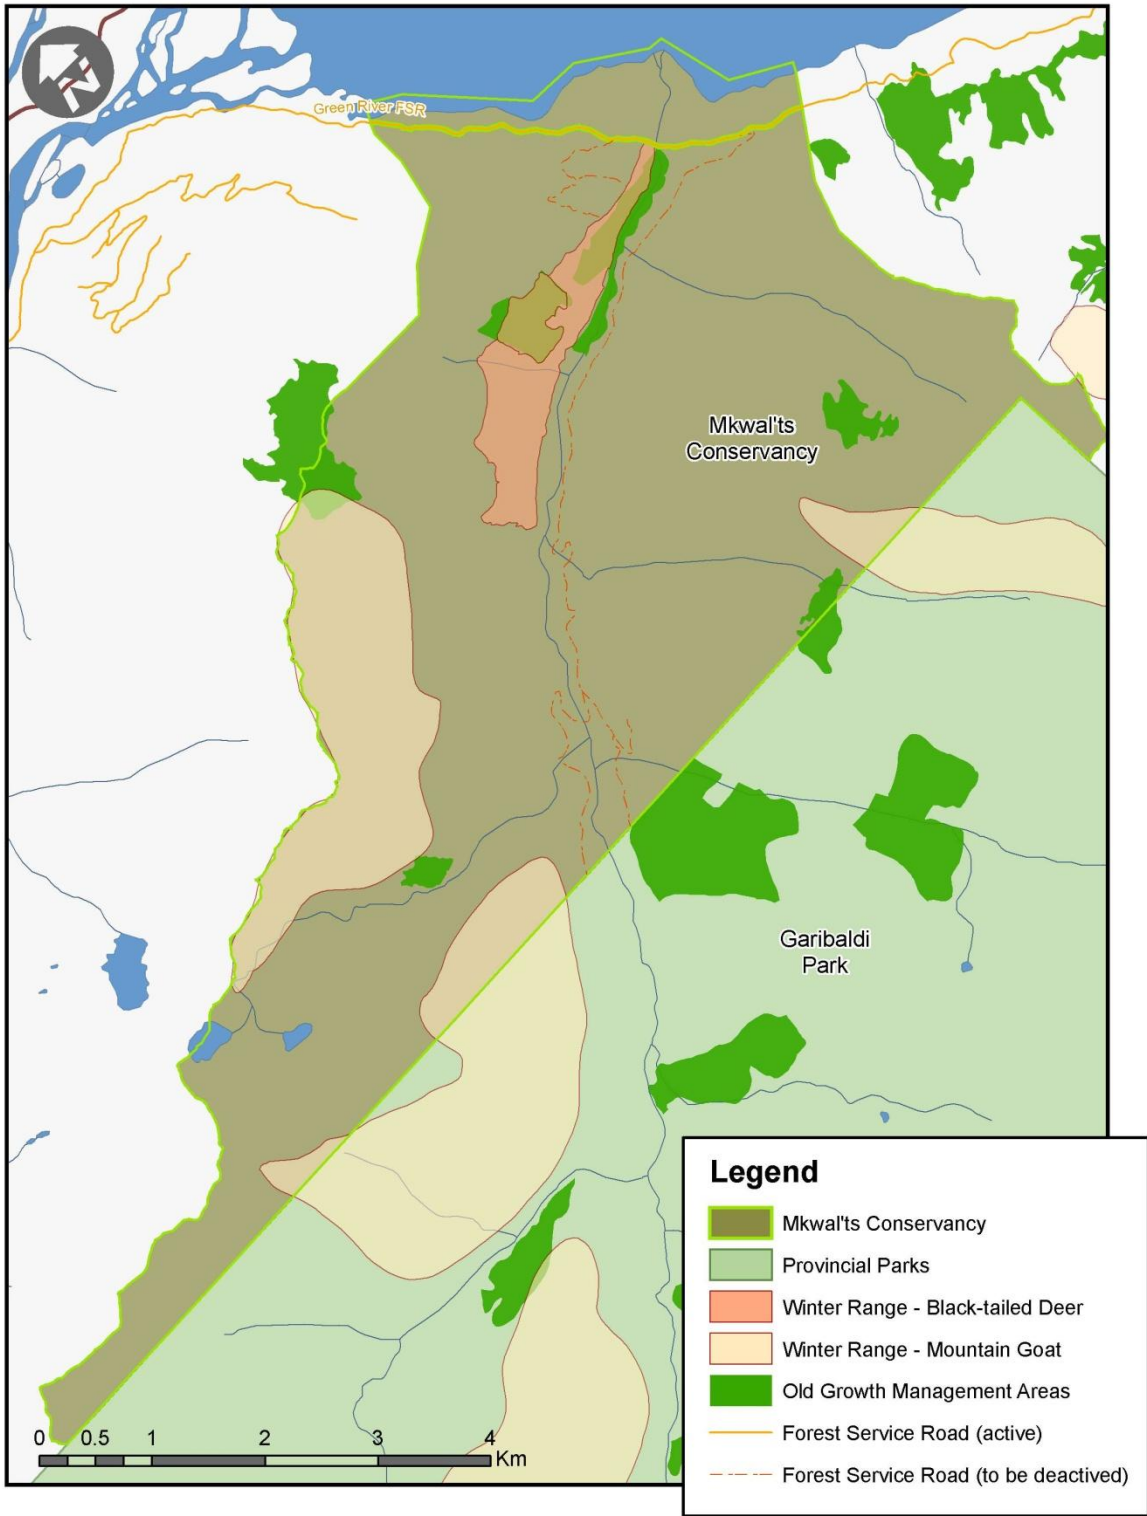 N
Green River FSR
Mkwal'ts
Conservancy
Garibaldi
Park
Legend
Mkwal'ts Conservancy
Provincial Parks
Winter Range - Black-tailed Deer
Winter Range - Mountain Goat
Old Growth Management Areas
Forest Service Road (active)
Forest Service Road (to be deactived)
0 0.5 1 2 3 4
Km